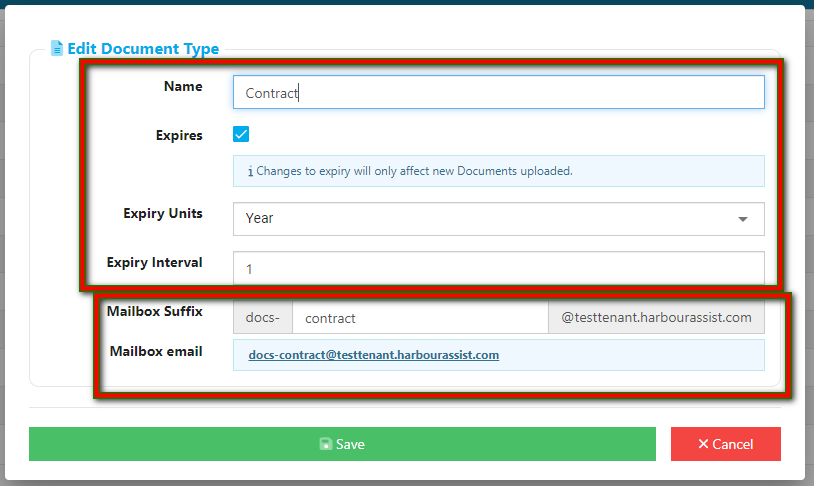 Edit Document Type
Name Contract
Expires
i Changes to expiry will only affect new Documents uploaded.
Expiry Units Year
Expiry Interval 1
Mailbox Suffix docs- contract @testtenant.harbourassist.com
Mailbox email docs-contract@testtenant.harbourassist.com
Save Cancel